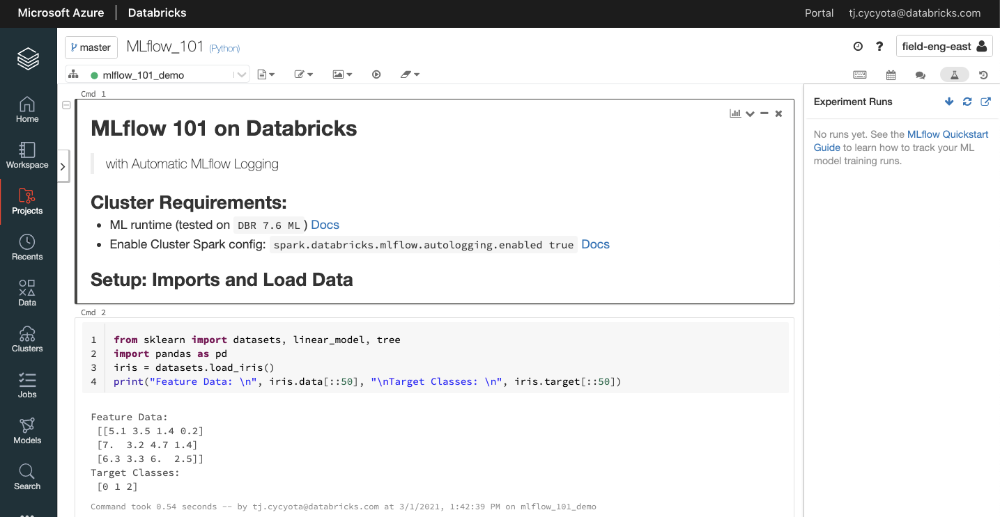 Microsoft Azure Databricks Portal tj.cycyota@databricks.com
master MLflow_101 (Python) field-eng-east
mlflow_101_demo
Home
Workspace
Projects
Recents
Data
Clusters
Jobs
Models
Search
Cmd 1
MLflow 101 on Databricks
with Automatic MLflow Logging
Cluster Requirements:
• ML runtime (tested on DBR 7.6 ML) Docs
• Enable Cluster Spark config: spark.databricks.mlflow.autologging.enabled true Docs
Setup: Imports and Load Data
Cmd 2
1 from sklearn import datasets, linear_model, tree
2 import pandas as pd
3 iris = datasets.load_iris()
4 print("Feature Data: \n", iris.data[::50], "\nTarget Classes: \n", iris.target[::50])
Feature Data:
[[5.1 3.5 1.4 0.2]
[7.  3.2 4.7 1.4]
[6.3 3.3 6.  2.5]]
Target Classes:
[0 1 2]
Command took 0.54 seconds -- by tj.cycyota@databricks.com at 3/1/2021, 1:42:39 PM on mlflow_101_demo
Experiment Runs
No runs yet. See the MLflow Quickstart
Guide to learn how to track your ML
model training runs.